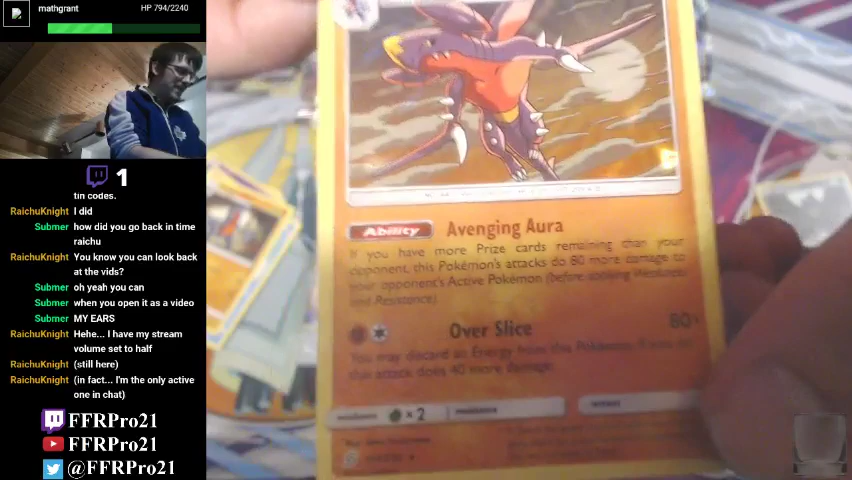 mathgrant
HP 794/2240
1
tin codes.
RaichuKnight I did
Submer how did you go back in time
raichu
RaichuKnight You know you can look back
at the vids?
Submer oh yeah you can
Submer when you open it as a video
Submer MY EARS
RaichuKnight Hehe... I have my stream
volume set to half
RaichuKnight (still here)
RaichuKnight (in fact... I'm the only active
one in chat)
FFRPro21
FFRPro21
@FFRPro21
Ability Avenging Aura
If you have more Prize cards remaining than your
opponent, this Pokémon's attacks do 80 more damage to
your opponent's Active Pokémon (before applying Weakness
and Resistance).
Over Slice 80+
You may discard an Energy from this Pokémon. If you do,
this attack does 40 more damage.
weakness ×2 resistance retreat